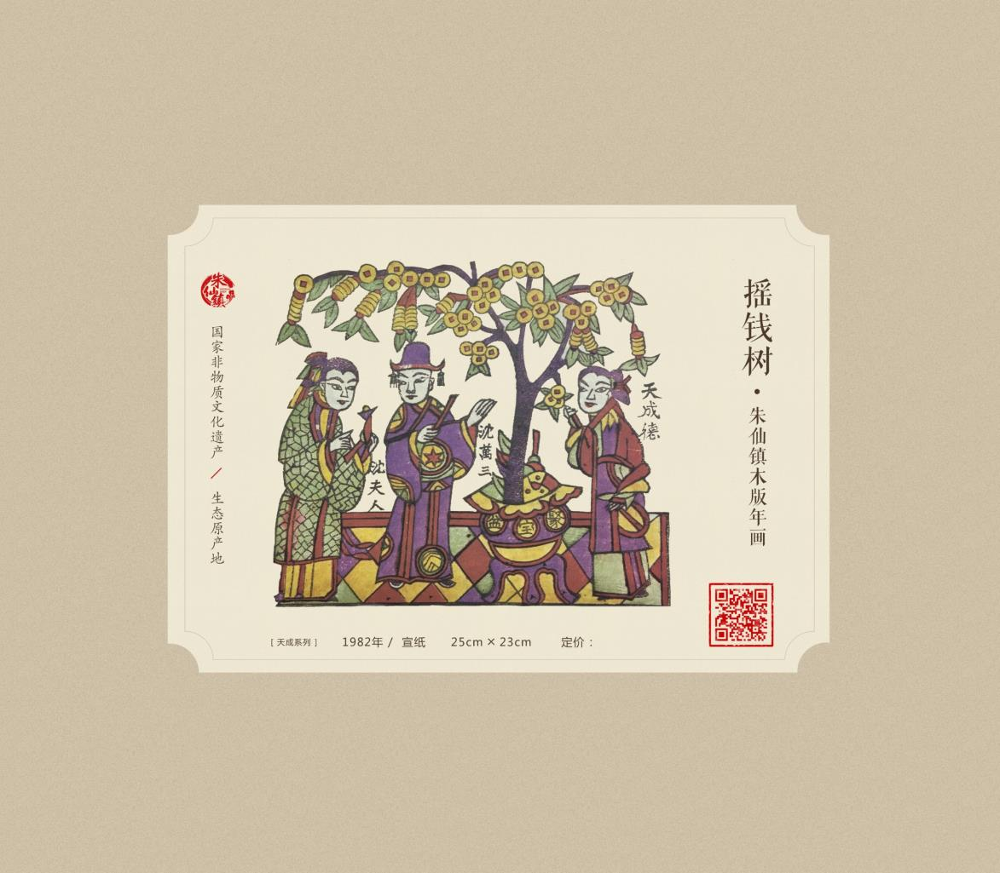 摇钱树·朱仙镇木版年画
朱仙镇
国家非物质文化遗产 / 生态原产地
天成德
沈萬三
沈夫人
聚宝盆
[ 天成系列 ] 1982年 / 宣纸 25cm × 23cm 定价：